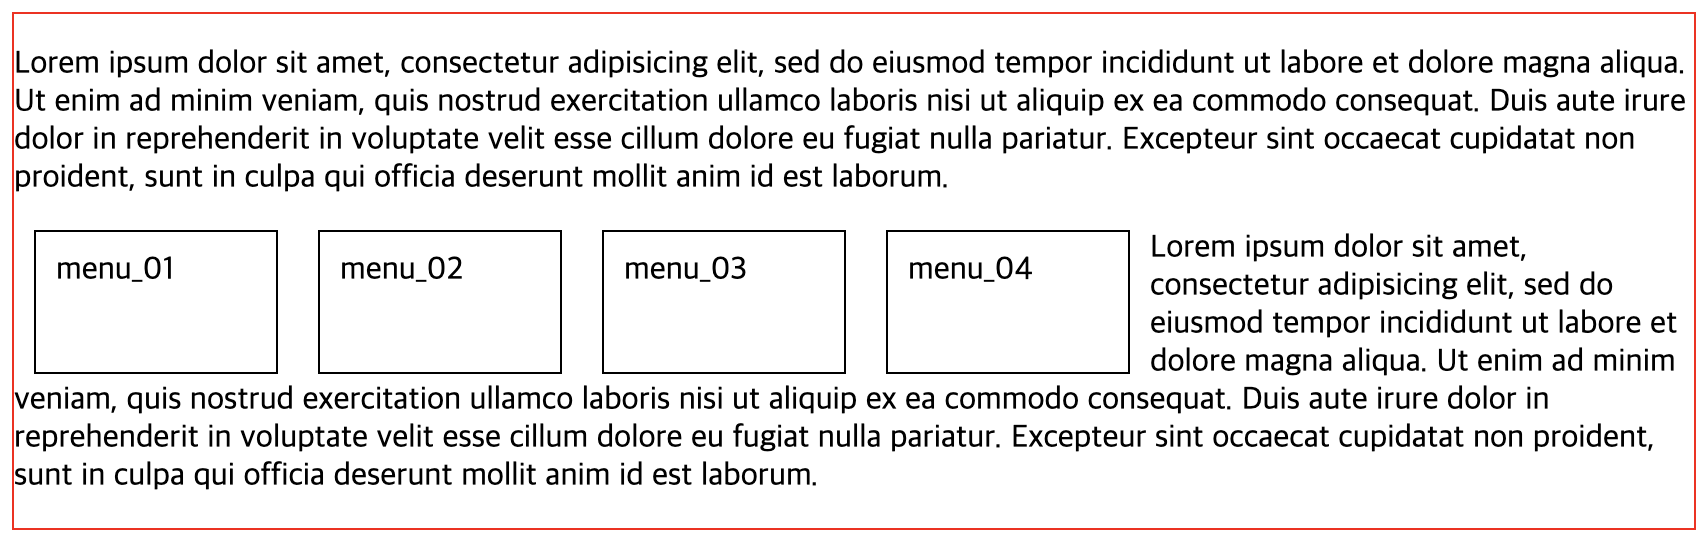 Lorem ipsum dolor sit amet, consectetur adipisicing elit, sed do eiusmod tempor incididunt ut labore et dolore magna aliqua.
Ut enim ad minim veniam, quis nostrud exercitation ullamco laboris nisi ut aliquip ex ea commodo consequat. Duis aute irure
dolor in reprehenderit in voluptate velit esse cillum dolore eu fugiat nulla pariatur. Excepteur sint occaecat cupidatat non
proident, sunt in culpa qui officia deserunt mollit anim id est laborum.
menu_01
menu_02
menu_03
menu_04
Lorem ipsum dolor sit amet,
consectetur adipisicing elit, sed do
eiusmod tempor incididunt ut labore et
dolore magna aliqua. Ut enim ad minim
veniam, quis nostrud exercitation ullamco laboris nisi ut aliquip ex ea commodo consequat. Duis aute irure dolor in
reprehenderit in voluptate velit esse cillum dolore eu fugiat nulla pariatur. Excepteur sint occaecat cupidatat non proident,
sunt in culpa qui officia deserunt mollit anim id est laborum.